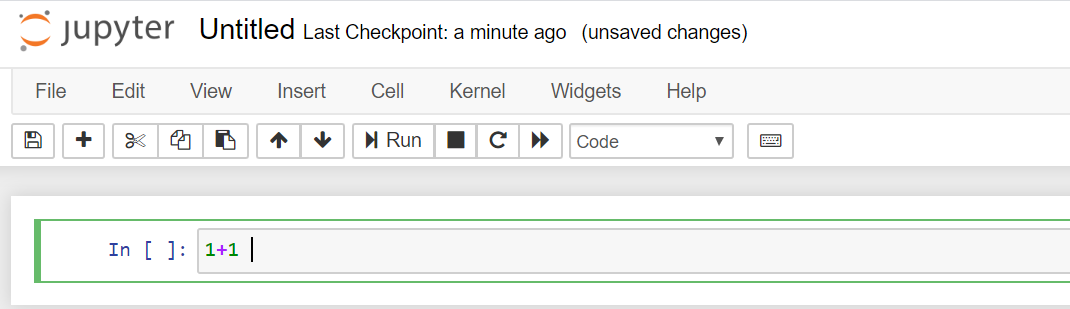 jupyter Untitled Last Checkpoint: a minute ago (unsaved changes)
File Edit View Insert Cell Kernel Widgets Help
Run Code
In [ ]: 1+1